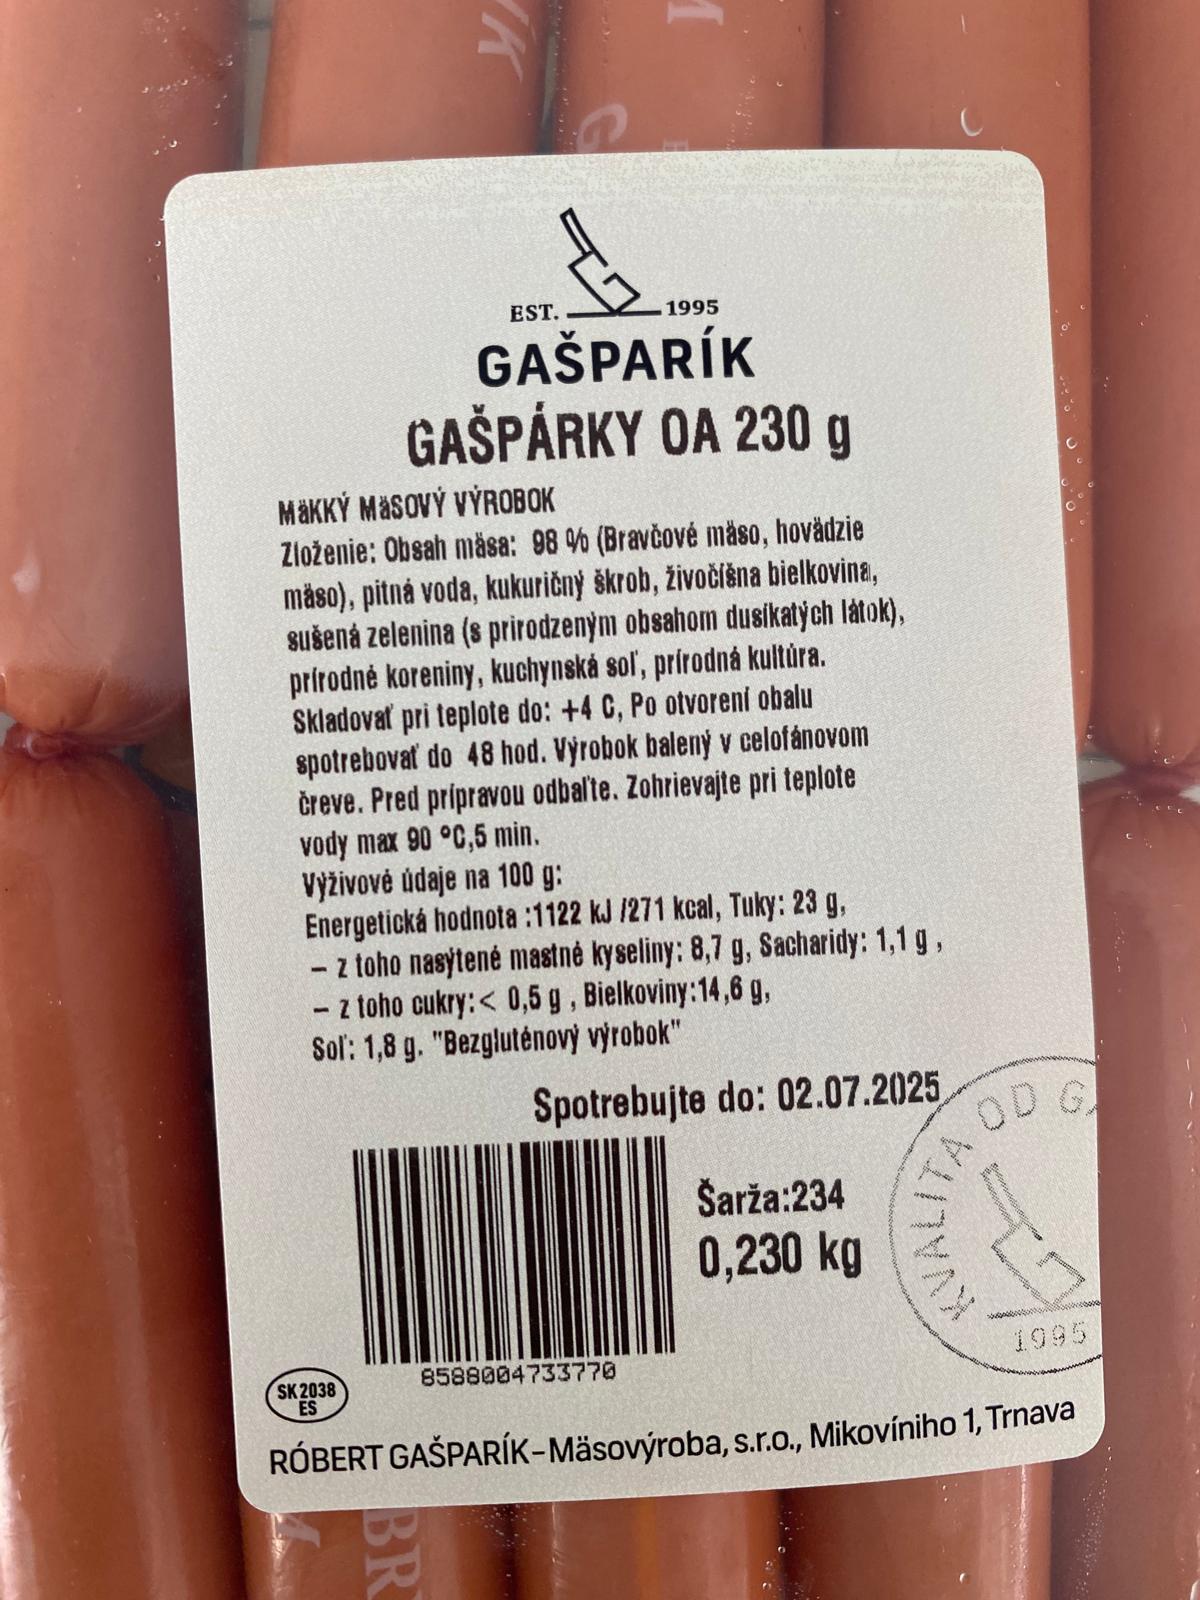 EST. 1995
GAŠPARÍK
GAŠPÁRKY OA 230 g
MäKKÝ MäSOVÝ VÝROBOK
Zloženie: Obsah mäsa: 98 % (Bravčové mäso, hovädzie
mäso), pitná voda, kukuričný škrob, živočíšna bielkovina,
sušená zelenina (s prirodzeným obsahom dusíkatých látok),
prírodné koreniny, kuchynská soľ, prírodná kultúra.
Skladovať pri teplote do: +4 C, Po otvorení obalu
spotrebovať do 48 hod. Výrobok balený v celofánovom
čreve. Pred prípravou odbaľte. Zohrievajte pri teplote
vody max 90 °C,5 min.
Výživové údaje na 100 g:
Energetická hodnota :1122 kJ /271 kcal, Tuky: 23 g,
– z toho nasýtené mastné kyseliny: 8,7 g, Sacharidy: 1,1 g ,
– z toho cukry:< 0,5 g , Bielkoviny:14,6 g,
Soľ: 1,8 g. "Bezgluténový výrobok"
Spotrebujte do: 02.07.2025
KVALITA OD
1995
Šarža:234
0,230 kg
8588004733770
SK 2038
ES
RÓBERT GAŠPARÍK-Mäsovýroba, s.r.o., Mikovíniho 1, Trnava